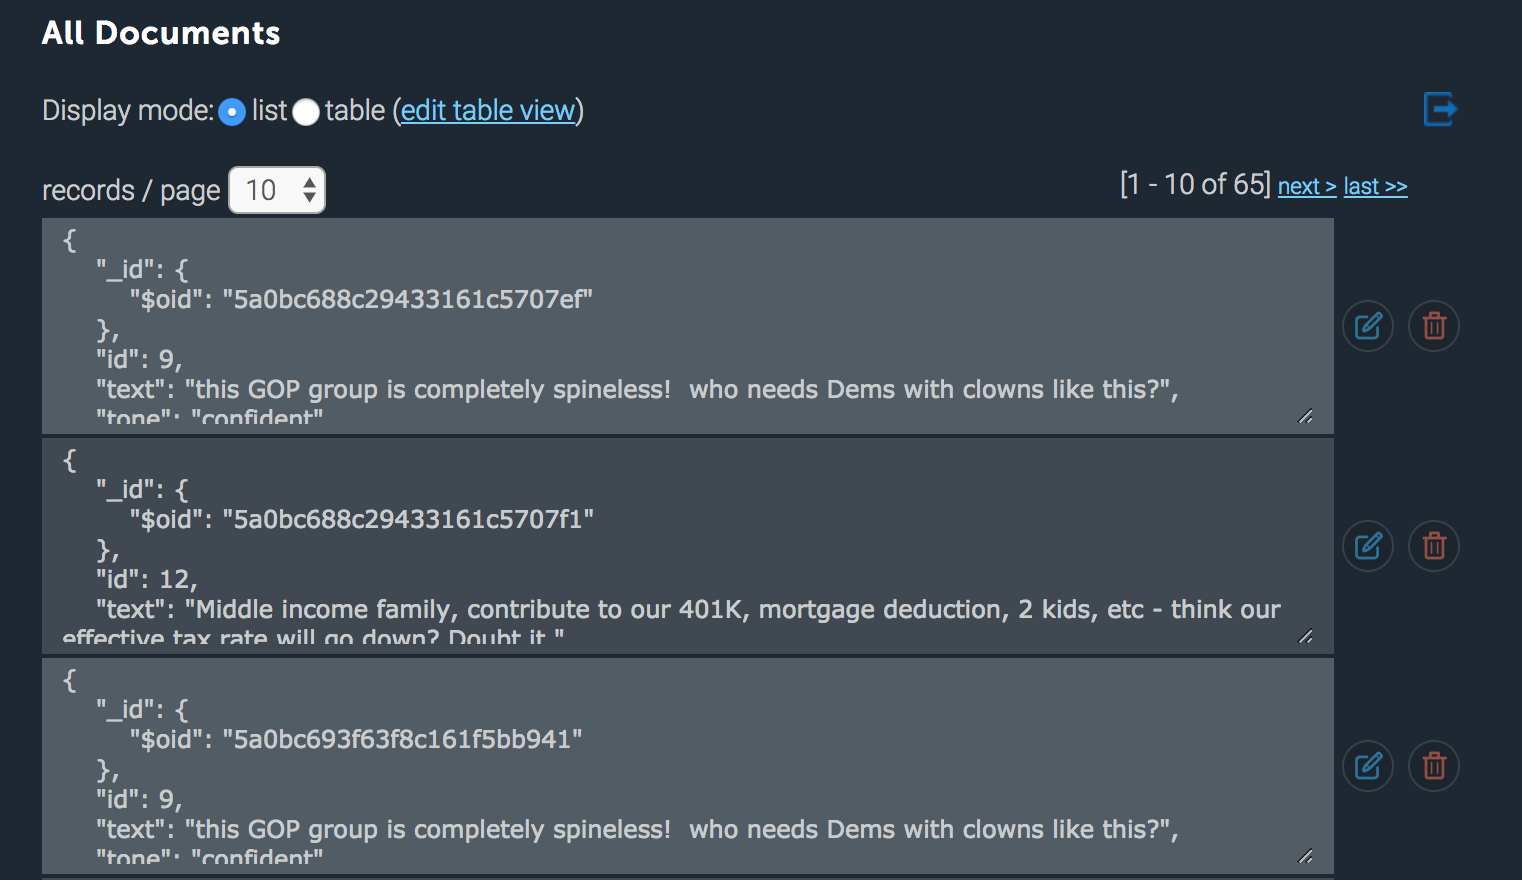 All Documents
Display mode: list table (edit table view)
records / page 10
[1 - 10 of 65] next > last >>
{
"_id": {
"$oid": "5a0bc688c29433161c5707ef"
},
"id": 9,
"text": "this GOP group is completely spineless!  who needs Dems with clowns like this?",
"tone": "confident"
{
"_id": {
"$oid": "5a0bc688c29433161c5707f1"
},
"id": 12,
"text": "Middle income family, contribute to our 401K, mortgage deduction, 2 kids, etc - think our
effective tax rate will go down? Doubt it."
{
"_id": {
"$oid": "5a0bc693f63f8c161f5bb941"
},
"id": 9,
"text": "this GOP group is completely spineless!  who needs Dems with clowns like this?",
"tone": "confident"